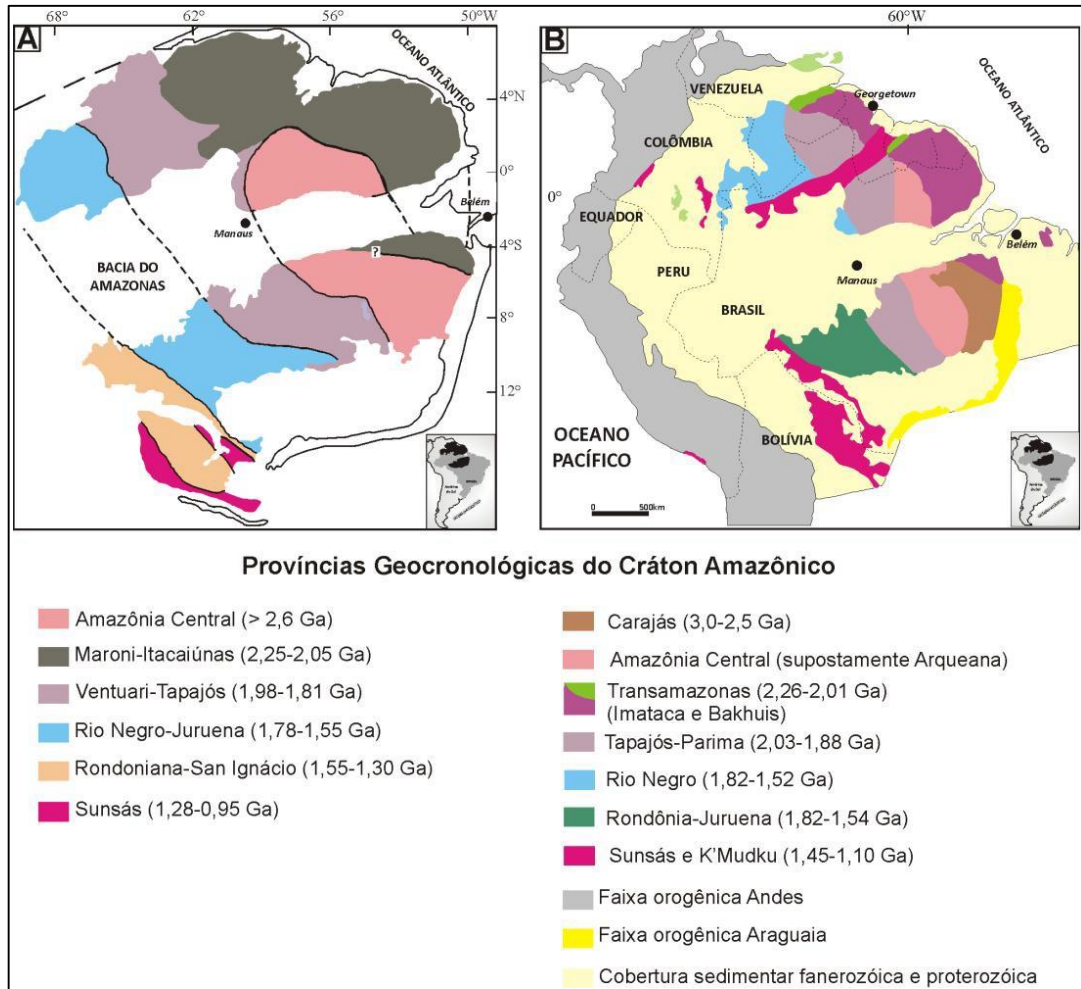 A
68°
62°
56°
50°W
OCEANO ATLÂNTICO
4°N
0°
Belém
Manaus
4°S
?
BACIA DO
AMAZONAS
8°
12°
B
60°W
VENEZUELA
Georgetown
OCEANO ATLÂNTICO
COLÔMBIA
0°
EQUADOR
Belém
PERU
Manaus
BRASIL
BOLÍVIA
OCEANO
PACÍFICO
0 500km
Províncias Geocronológicas do Cráton Amazônico
Amazônia Central (> 2,6 Ga)
Maroni-Itacaiúnas (2,25-2,05 Ga)
Ventuari-Tapajós (1,98-1,81 Ga)
Rio Negro-Juruena (1,78-1,55 Ga)
Rondoniana-San Ignácio (1,55-1,30 Ga)
Sunsás (1,28-0,95 Ga)
Carajás (3,0-2,5 Ga)
Amazônia Central (supostamente Arqueana)
Transamazonas (2,26-2,01 Ga)
(Imataca e Bakhuis)
Tapajós-Parima (2,03-1,88 Ga)
Rio Negro (1,82-1,52 Ga)
Rondônia-Juruena (1,82-1,54 Ga)
Sunsás e K'Mudku (1,45-1,10 Ga)
Faixa orogênica Andes
Faixa orogênica Araguaia
Cobertura sedimentar fanerozóica e proterozóica